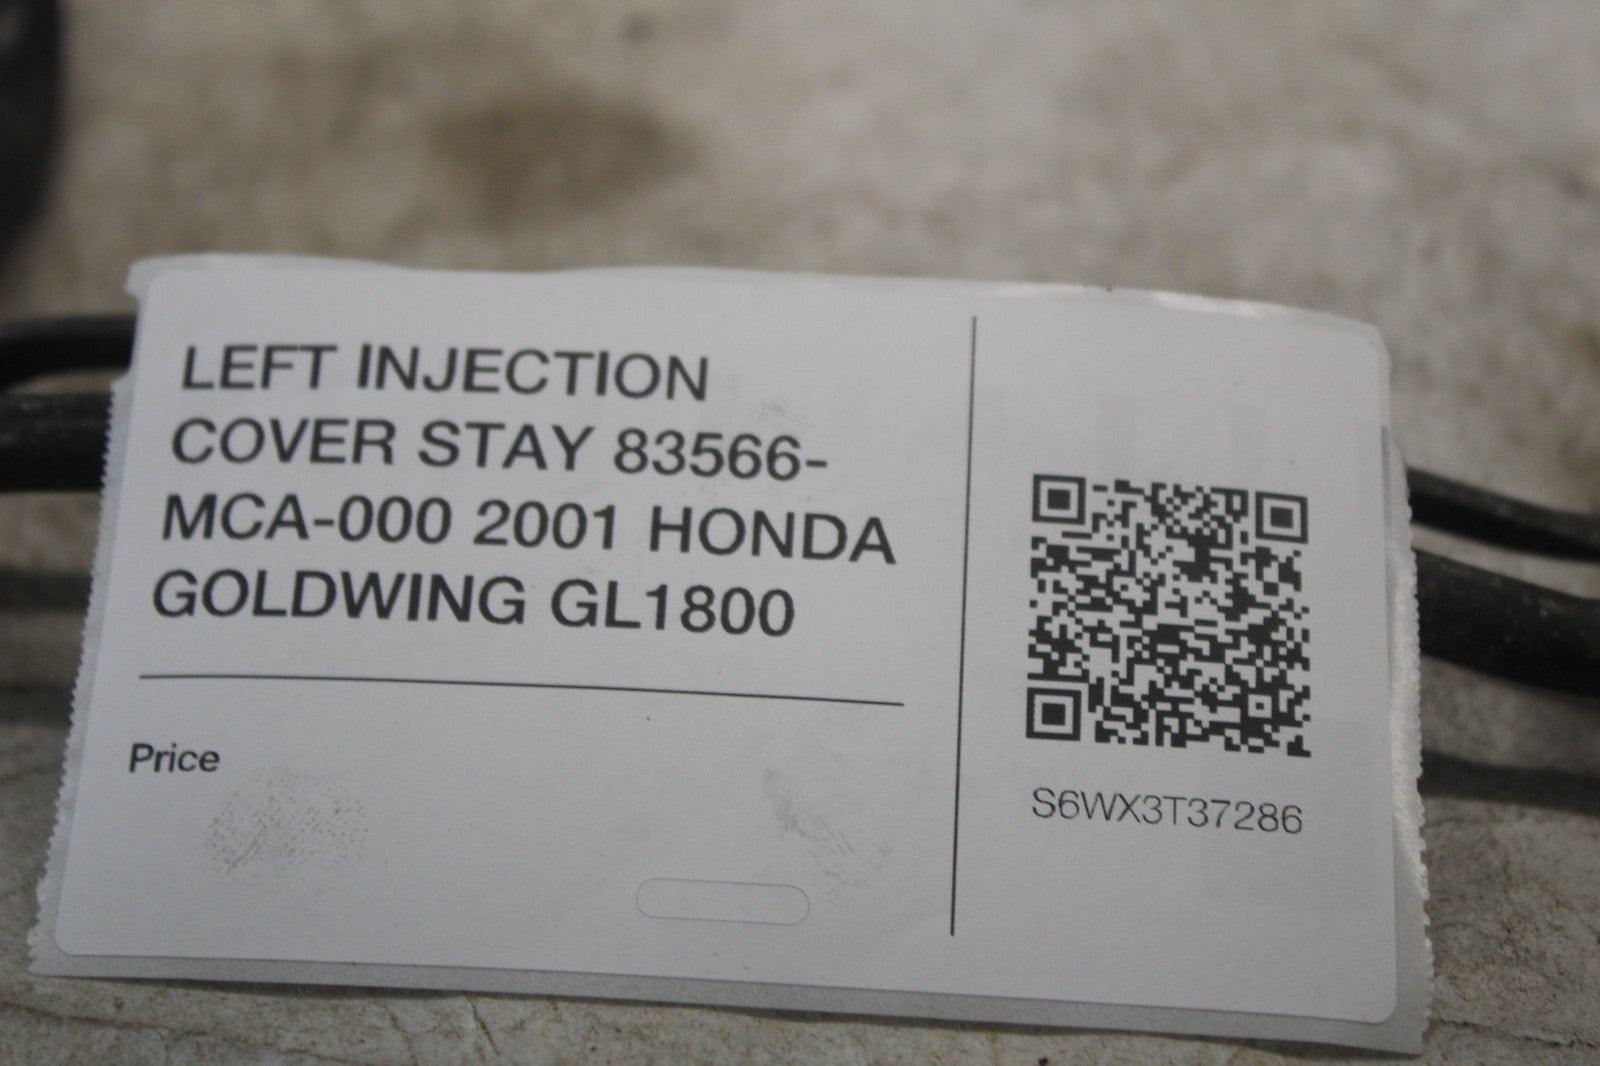 LEFT INJECTION
COVER STAY 83566-
MCA-000 2001 HONDA
GOLDWING GL1800
Price
S6WX3T37286